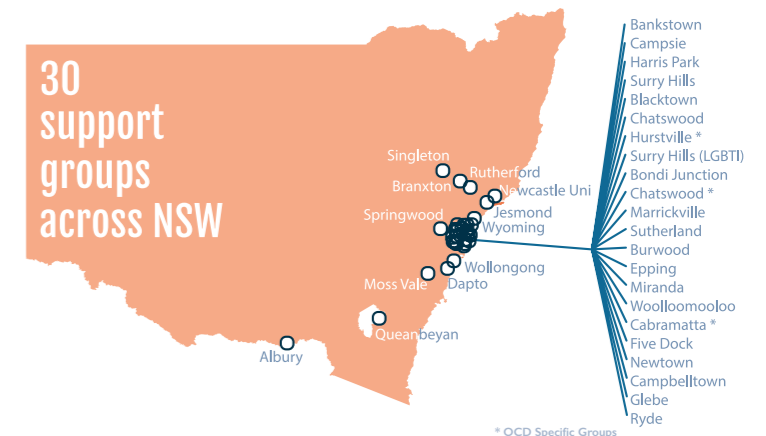 30
support
groups
across NSW
Singleton
Rutherford
Branxton
Newcastle Uni
Jesmond
Springwood
Wyoming
Wollongong
Moss Vale
Dapto
Queanbeyan
Albury
Bankstown
Campsie
Harris Park
Surry Hills
Blacktown
Chatswood
Hurstville *
Surry Hills (LGBTI)
Bondi Junction
Chatswood *
Marrickville
Sutherland
Burwood
Epping
Miranda
Woolloomooloo
Cabramatta *
Five Dock
Newtown
Campbelltown
Glebe
Ryde
* OCD Specific Groups